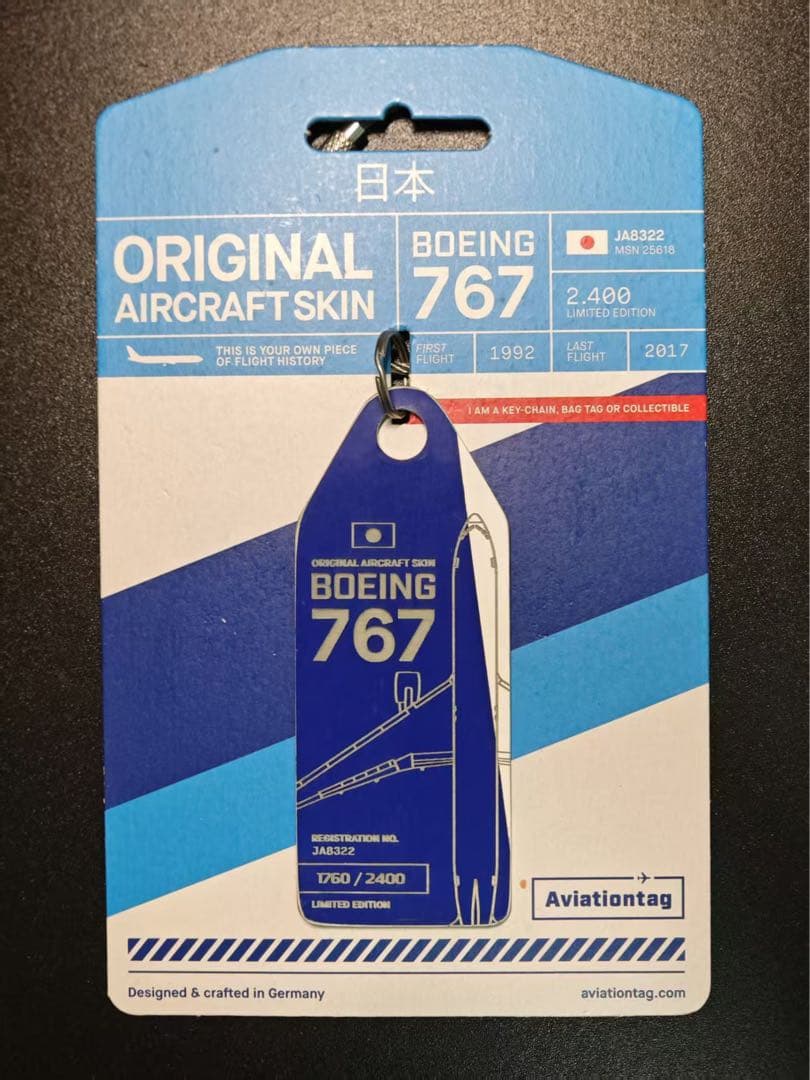 日本
ORIGINAL
AIRCRAFT SKIN
BOEING
767
JA8322
MSN 25618
2.400
LIMITED EDITION
THIS IS YOUR OWN PIECE
OF FLIGHT HISTORY
FIRST
FLIGHT
1992
LAST
FLIGHT
2017
I AM A KEY-CHAIN, BAG TAG OR COLLECTIBLE
ORIGINAL AIRCRAFT SKIN
BOEING
767
REGISTRATION NO.
JA8322
1760 / 2400
LIMITED EDITION
Aviationtag
Designed & crafted in Germany
aviationtag.com